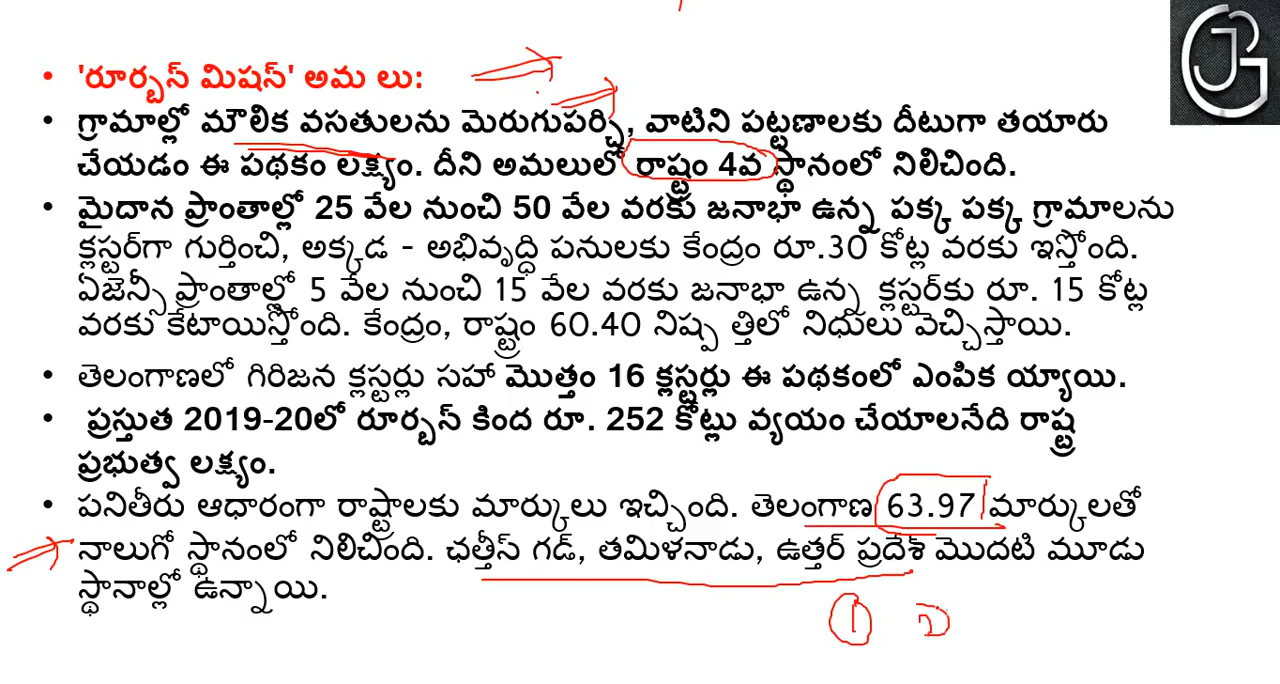 'రూర్బస్ మిషస్' అమ లు:
గ్రామాల్లో మౌలిక వసతులను మెరుగుపర్చి, వాటిని పట్టణాలకు దీటుగా తయారు
చేయడం ఈ పథకం లక్ష్యం. దీని అమలులో రాష్ట్రం 4వ స్థానంలో నిలిచింది.
మైదాన ప్రాంతాల్లో 25 వేల నుంచి 50 వేల వరకు జనాభా ఉన్న పక్క పక్క గ్రామాలను
క్లస్టర్‌గా గుర్తించి, అక్కడ - అభివృద్ధి పనులకు కేంద్రం రూ.30 కోట్ల వరకు ఇస్తోంది.
ఏజెన్సీ ప్రాంతాల్లో 5 వేల నుంచి 15 వేల వరకు జనాభా ఉన్న క్లస్టర్‌కు రూ. 15 కోట్ల
వరకు కేటాయిస్తోంది. కేంద్రం, రాష్ట్రం 60.40 నిష్ప త్తిలో నిధులు వెచ్చిస్తాయి.
తెలంగాణలో గిరిజన క్లస్టర్లు సహా మొత్తం 16 క్లస్టర్లు ఈ పథకంలో ఎంపిక య్యాయి.
ప్రస్తుత 2019-20లో రూర్బస్ కింద రూ. 252 కోట్లు వ్యయం చేయాలనేది రాష్ట్ర
ప్రభుత్వ లక్ష్యం.
పనితీరు ఆధారంగా రాష్ట్రాలకు మార్కులు ఇచ్చింది. తెలంగాణ 63.97 మార్కులతో
నాలుగో స్థానంలో నిలిచింది. ఛత్తీస్ గడ్, తమిళనాడు, ఉత్తర్ ప్రదేశ్ మొదటి మూడు
స్థానాల్లో ఉన్నాయి.
1